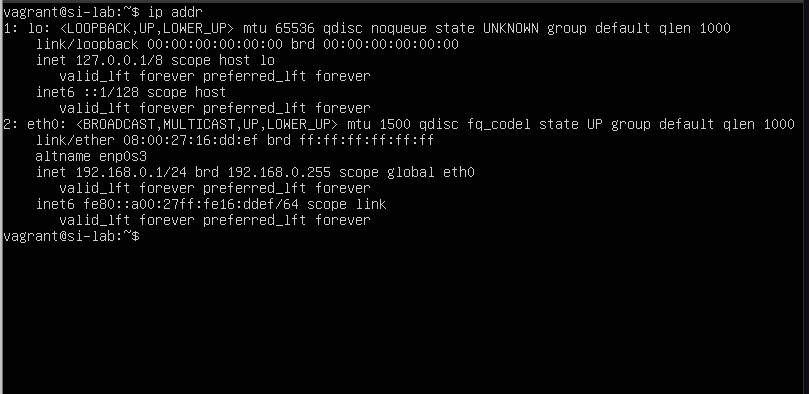 vagrant@si-lab:~$ ip addr
1: lo: <LOOPBACK,UP,LOWER_UP> mtu 65536 qdisc noqueue state UNKNOWN group default qlen 1000
    link/loopback 00:00:00:00:00:00 brd 00:00:00:00:00:00
    inet 127.0.0.1/8 scope host lo
       valid_lft forever preferred_lft forever
    inet6 ::1/128 scope host
       valid_lft forever preferred_lft forever
2: eth0: <BROADCAST,MULTICAST,UP,LOWER_UP> mtu 1500 qdisc fq_codel state UP group default qlen 1000
    link/ether 08:00:27:16:dd:ef brd ff:ff:ff:ff:ff:ff
    altname enp0s3
    inet 192.168.0.1/24 brd 192.168.0.255 scope global eth0
       valid_lft forever preferred_lft forever
    inet6 fe80::a00:27ff:fe16:ddef/64 scope link
       valid_lft forever preferred_lft forever
vagrant@si-lab:~$